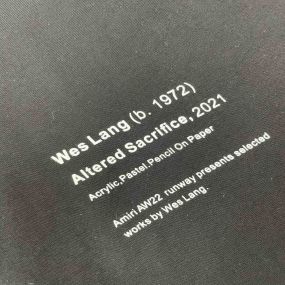 Wes Lang (b. 1972)
Altered Sacrifice, 2021
Acrylic,Pastel.Pencil On Paper
Amiri AW22 runway presents selected
works by Wes Lang.